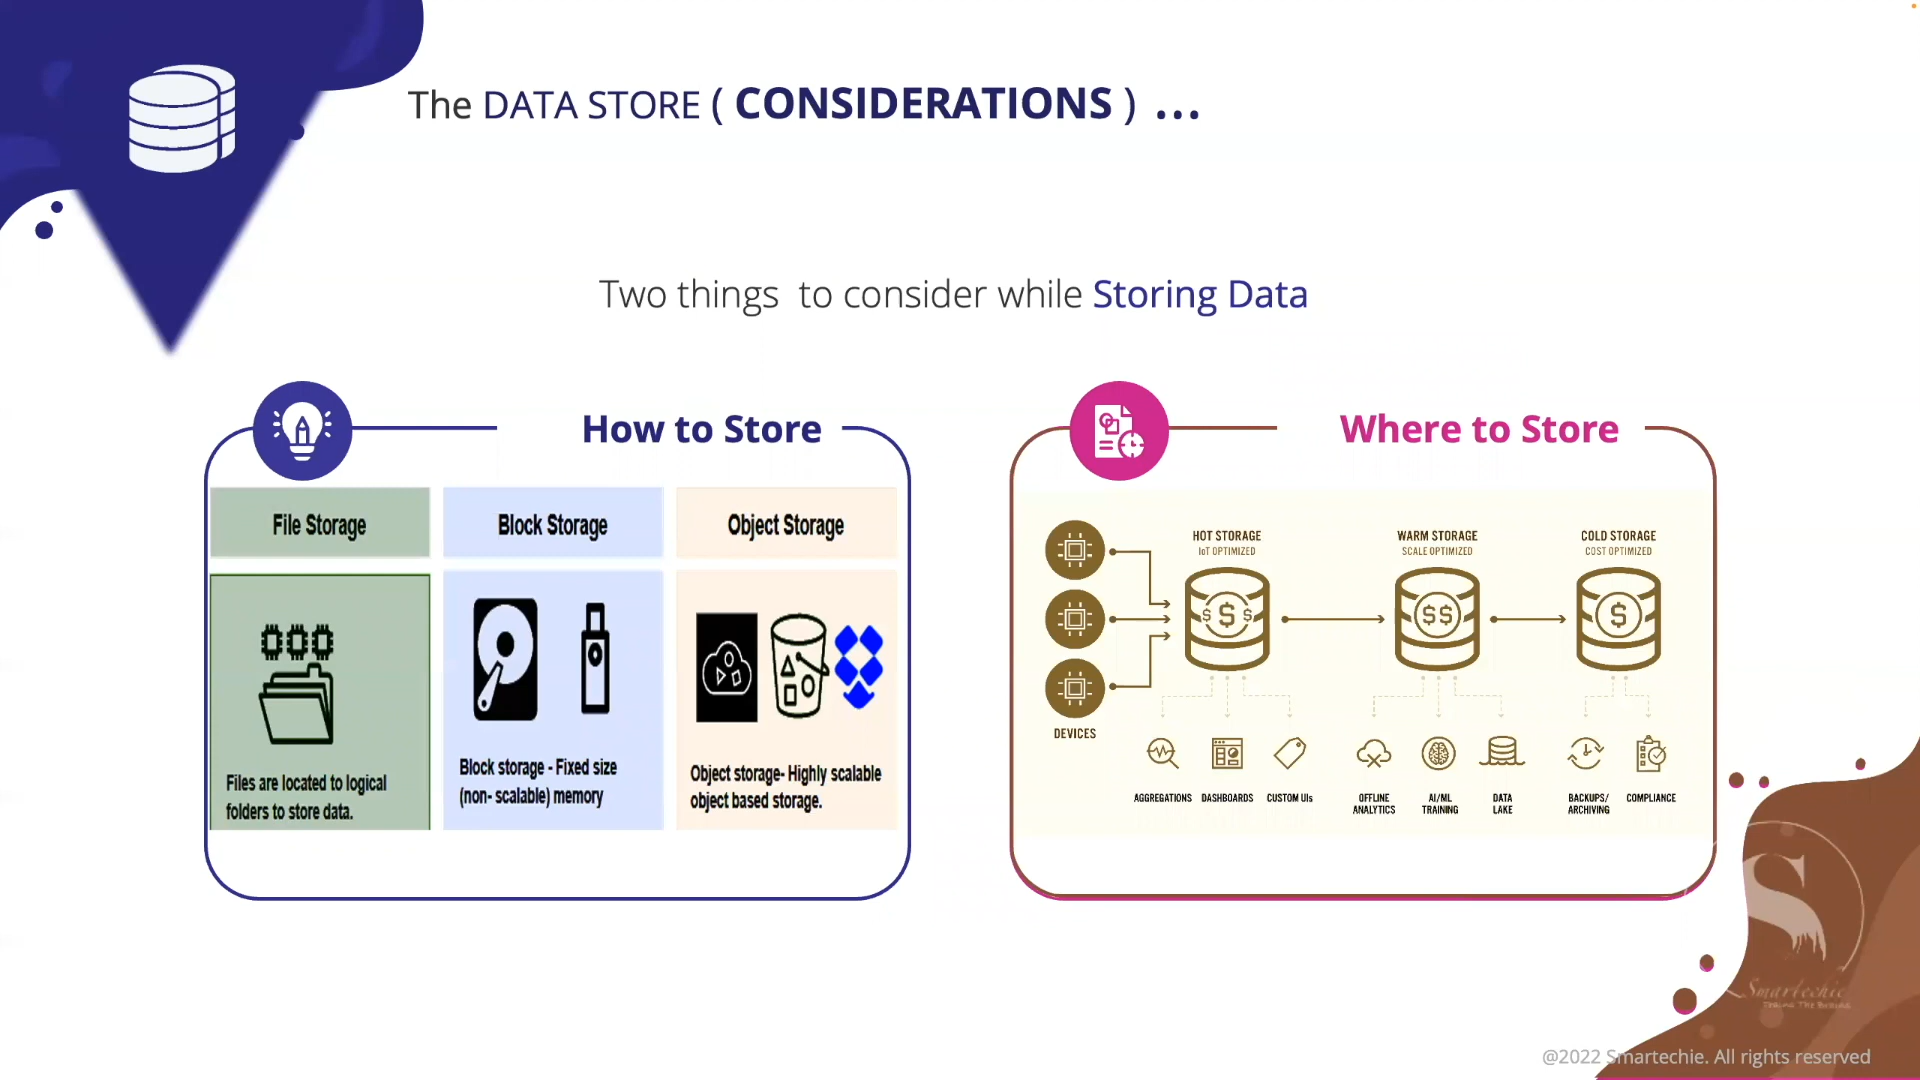 The DATA STORE ( CONSIDERATIONS ) ...
Two things to consider while Storing Data
How to Store
File Storage
Block Storage
Object Storage
Files are located to logical
folders to store data.
Block storage - Fixed size
(non- scalable) memory
Object storage- Highly scalable
object based storage.
Where to Store
HOT STORAGE
IoT OPTIMIZED
WARM STORAGE
SCALE OPTIMIZED
COLD STORAGE
COST OPTIMIZED
$ $ $
$$
$
DEVICES
AGGREGATIONS
DASHBOARDS
CUSTOM UIs
OFFLINE
ANALYTICS
AI/ML
TRAINING
DATA
LAKE
BACKUPS/
ARCHIVING
COMPLIANCE
S
Smartechie
@2022 Smartechie. All rights reserved